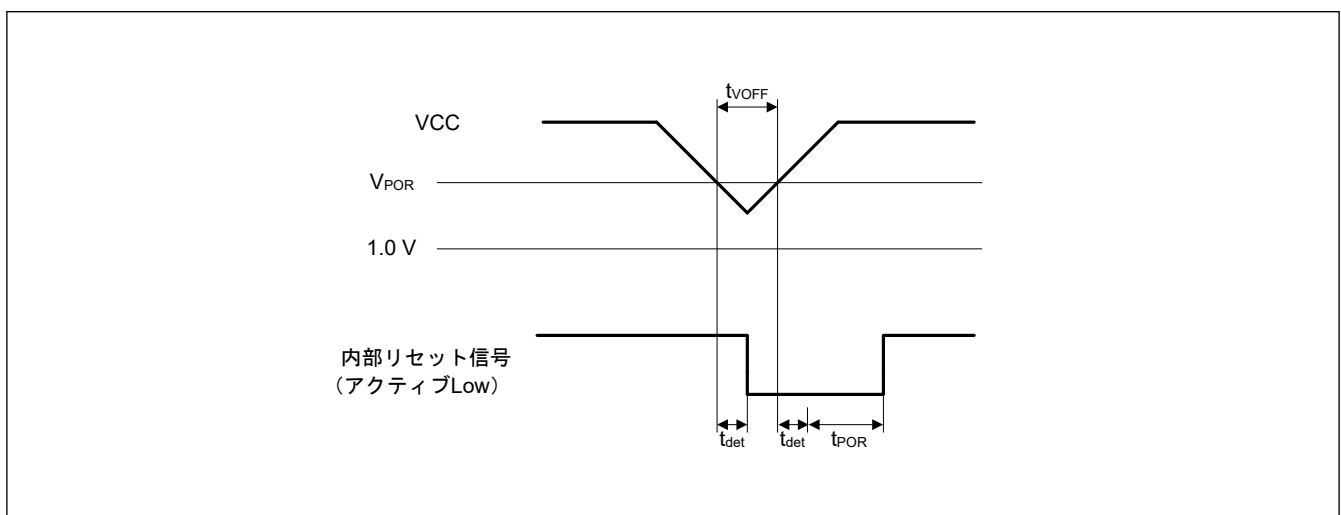 tVOFF
VCC
VPOR
1.0 V
内部リセット信号
（アクティブLow）
tdet
tdet
tPOR